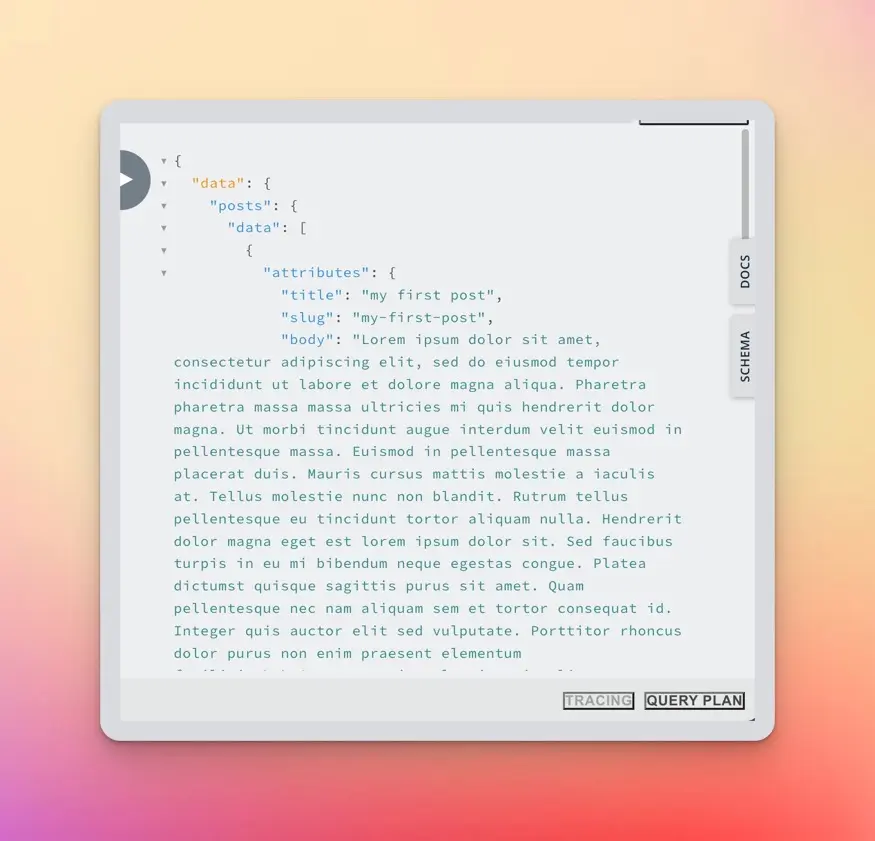 {
"data": {
"posts": {
"data": [
{
"attributes": {
"title": "my first post",
"slug": "my-first-post",
"body": "Lorem ipsum dolor sit amet,
consectetur adipiscing elit, sed do eiusmod tempor
incididunt ut labore et dolore magna aliqua. Pharetra
pharetra massa massa ultricies mi quis hendrerit dolor
magna. Ut morbi tincidunt augue interdum velit euismod in
pellentesque massa. Euismod in pellentesque massa
placerat duis. Mauris cursus mattis molestie a iaculis
at. Tellus molestie nunc non blandit. Rutrum tellus
pellentesque eu tincidunt tortor aliquam nulla. Hendrerit
dolor magna eget est lorem ipsum dolor sit. Sed faucibus
turpis in eu mi bibendum neque egestas congue. Platea
dictumst quisque sagittis purus sit amet. Quam
pellentesque nec nam aliquam sem et tortor consequat id.
Integer quis auctor elit sed vulputate. Porttitor rhoncus
dolor purus non enim praesent elementum
DOCS
SCHEMA
TRACING
QUERY PLAN